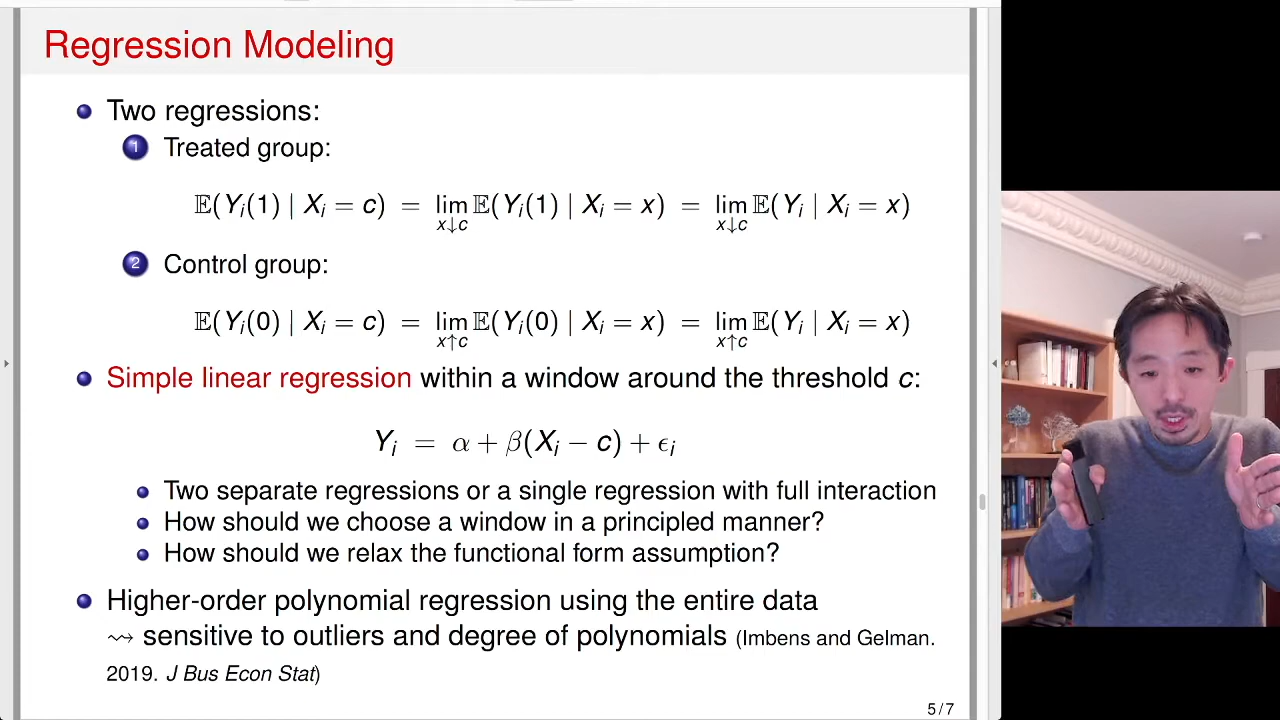 Regression Modeling
Two regressions:
1 Treated group:
𝔼(Yᵢ(1) | Xᵢ = c) = lim x↓c 𝔼(Yᵢ(1) | Xᵢ = x) = lim x↓c 𝔼(Yᵢ | Xᵢ = x)
2 Control group:
𝔼(Yᵢ(0) | Xᵢ = c) = lim x↑c 𝔼(Yᵢ(0) | Xᵢ = x) = lim x↑c 𝔼(Yᵢ | Xᵢ = x)
Simple linear regression within a window around the threshold c:
Yᵢ = α + β(Xᵢ − c) + ϵᵢ
Two separate regressions or a single regression with full interaction
How should we choose a window in a principled manner?
How should we relax the functional form assumption?
Higher-order polynomial regression using the entire data
⇝ sensitive to outliers and degree of polynomials (Imbens and Gelman.
2019. J Bus Econ Stat)
5 / 7